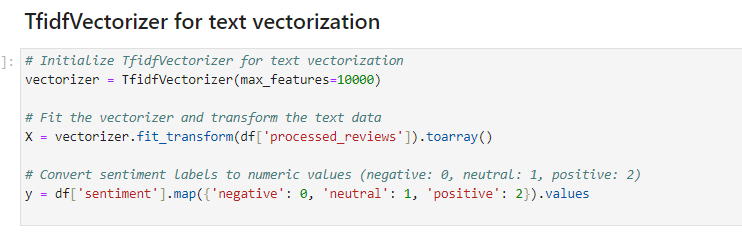 TfidfVectorizer for text vectorization
]:
# Initialize TfidfVectorizer for text vectorization
vectorizer = TfidfVectorizer(max_features=10000)
# Fit the vectorizer and transform the text data
X = vectorizer.fit_transform(df['processed_reviews']).toarray()
# Convert sentiment labels to numeric values (negative: 0, neutral: 1, positive: 2)
y = df['sentiment'].map({'negative': 0, 'neutral': 1, 'positive': 2}).values